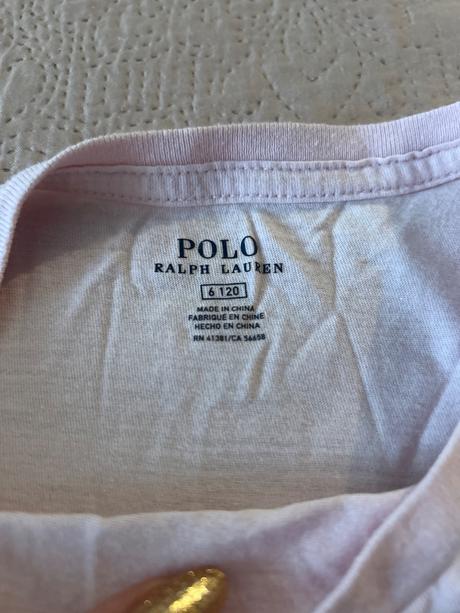 POLO
RALPH LAUREN
6 120
MADE IN CHINA
FABRIQUÉ EN CHINE
HECHO EN CHINA
RN 41381/CA 56658